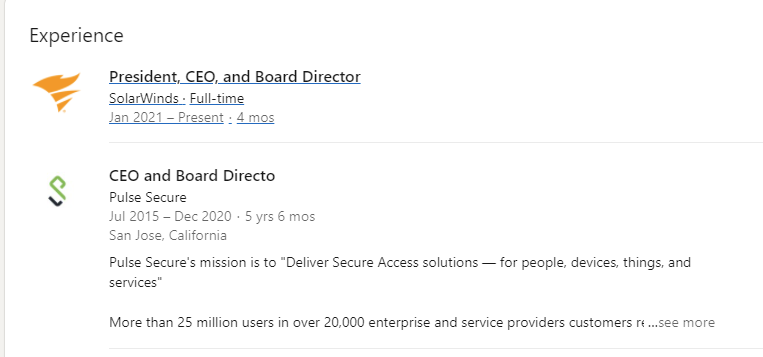 Experience
President, CEO, and Board Director
SolarWinds · Full-time
Jan 2021 – Present · 4 mos
CEO and Board Directo
Pulse Secure
Jul 2015 – Dec 2020 · 5 yrs 6 mos
San Jose, California
Pulse Secure's mission is to "Deliver Secure Access solutions — for people, devices, things, and
services"
More than 25 million users in over 20,000 enterprise and service providers customers re ...see more